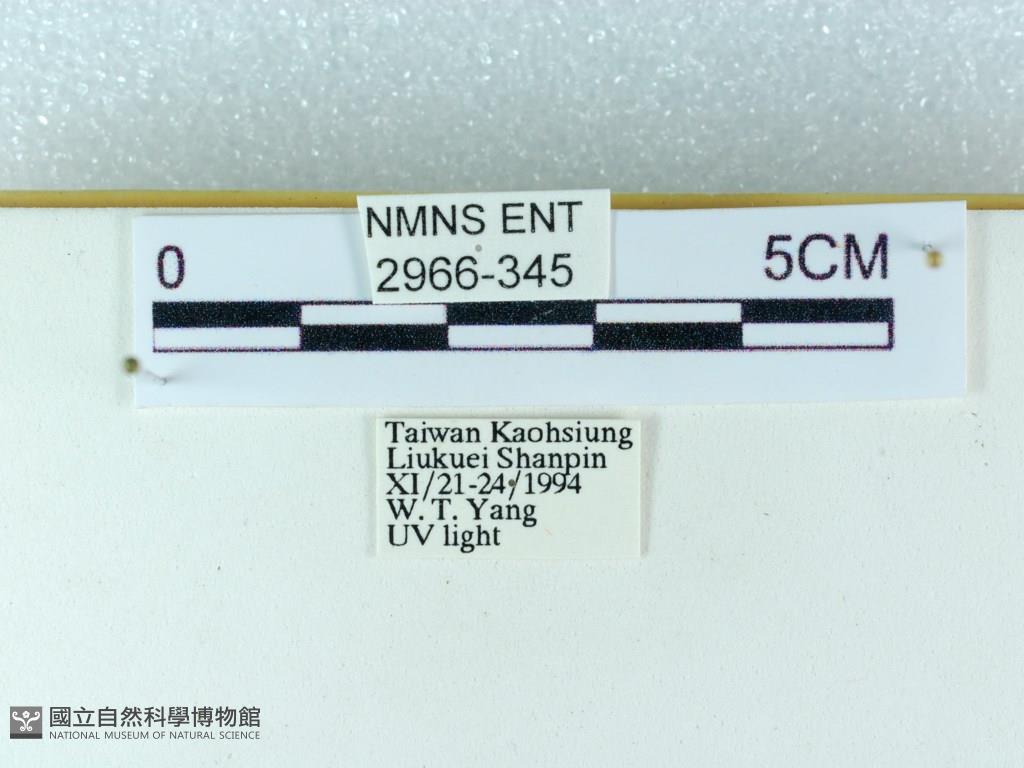 NMNS ENT
2966-345
0
5CM
Taiwan Kaohsiung
Liukuei Shanpin
XI/21-24/1994
W. T. Yang
UV light
國立自然科學博物館
NATIONAL MUSEUM OF NATURAL SCIENCE